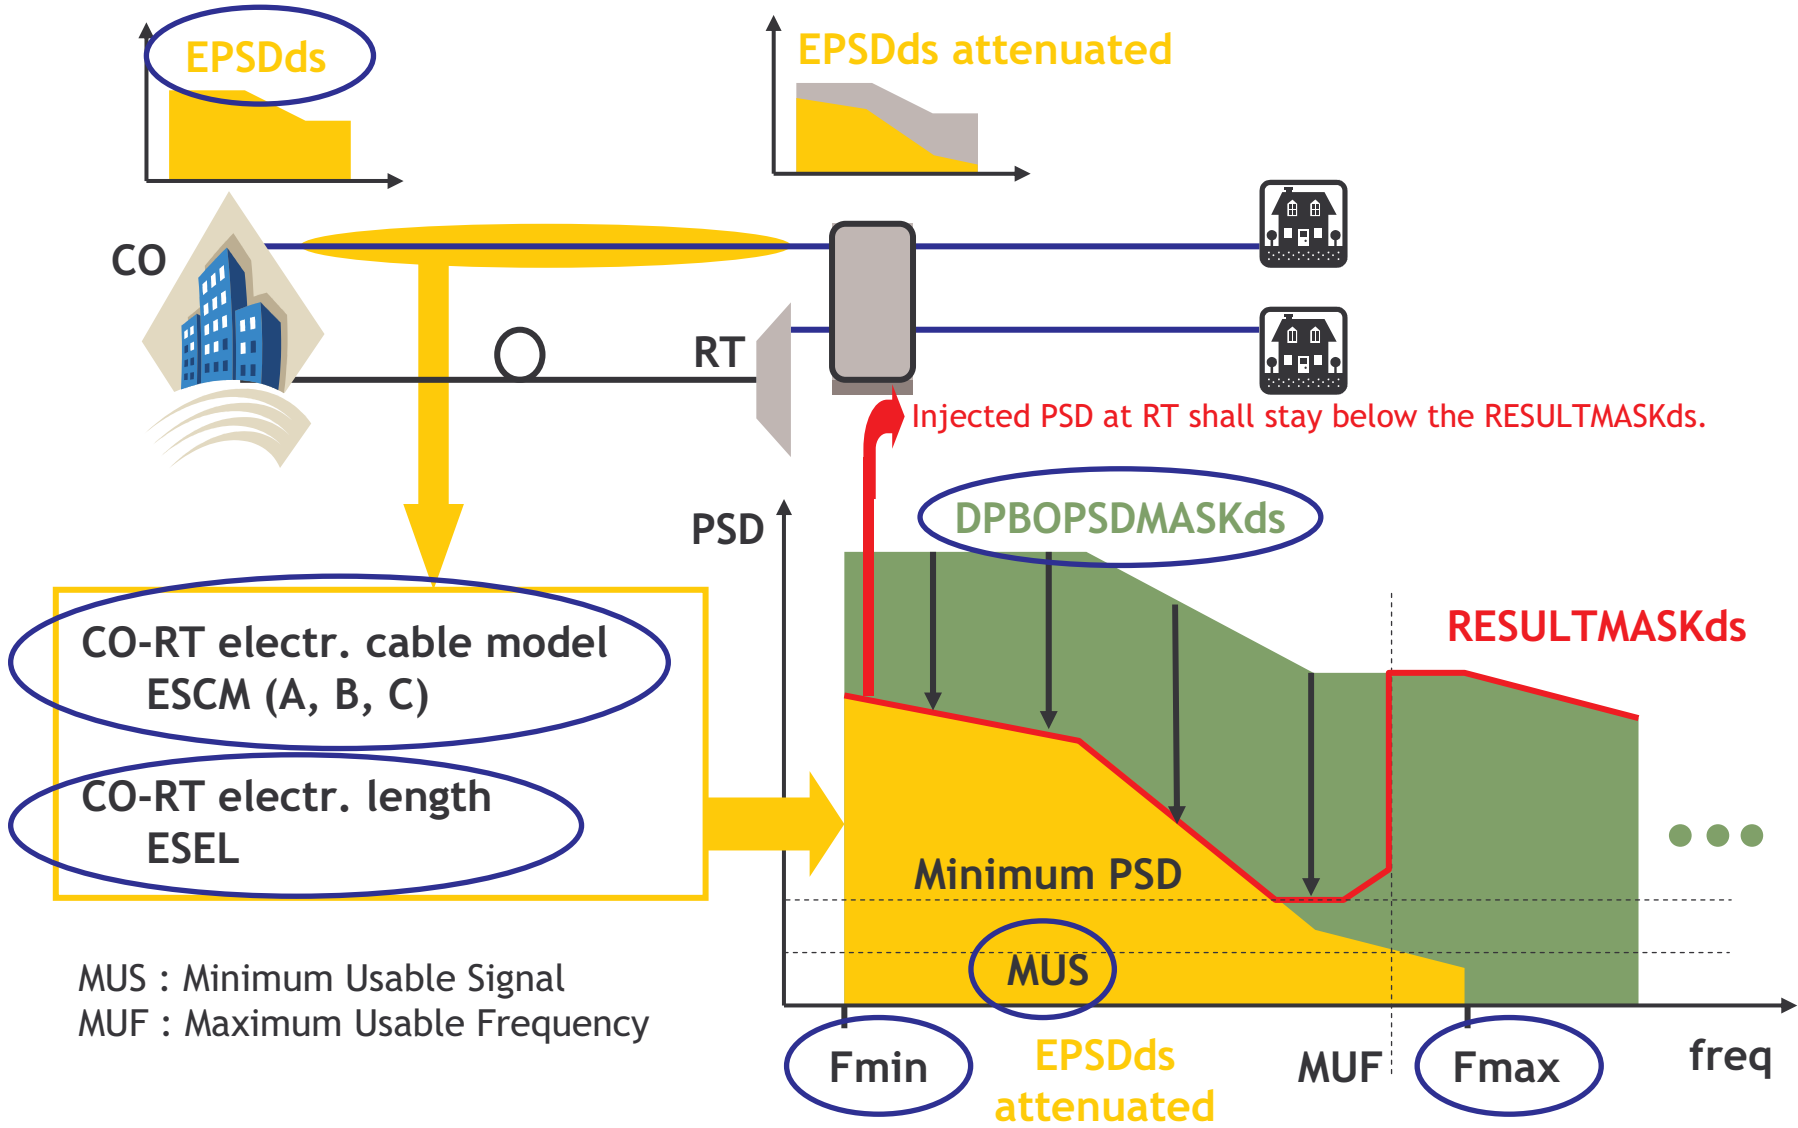 EPSDds
EPSDds attenuated
CO
RT
Injected PSD at RT shall stay below the RESULTMASKds.
PSD
DPBOPSDMASKds
RESULTMASKds
CO-RT electr. cable model
ESCM (A, B, C)
CO-RT electr. length
ESEL
Minimum PSD
MUS
MUS : Minimum Usable Signal
MUF : Maximum Usable Frequency
Fmin
EPSDds
attenuated
MUF
Fmax
freq